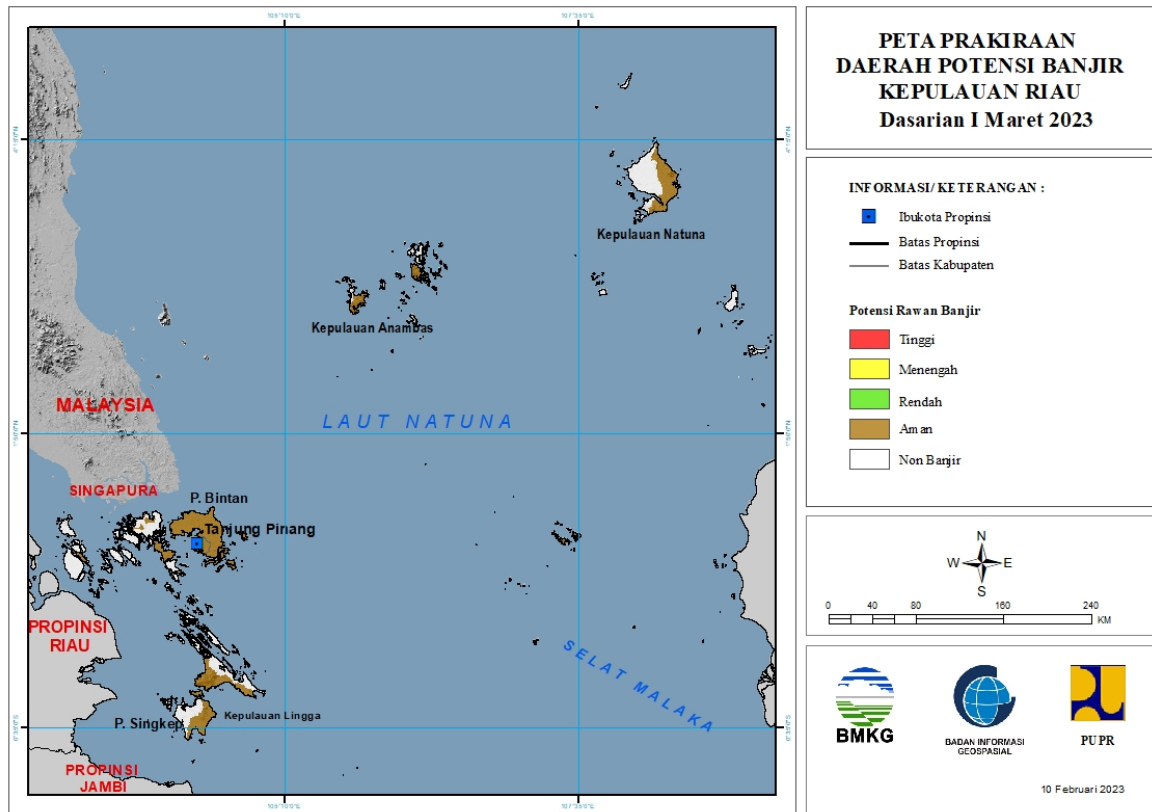 PETA PRAKIRAAN
DAERAH POTENSI BANJIR
KEPULAUAN RIAU
Dasarian I Maret 2023
INFORMASI/ KETERANGAN :
Ibukota Propinsi
Batas Propinsi
Batas Kabupaten
Potensi Rawan Banjir
Tinggi
Menengah
Rendah
Aman
Non Banjir
N
W E
S
0 40 80 160 240
KM
BMKG
BADAN INFORMASI
GEOSPASIAL
PUPR
10 Februari 2023
Kepulauan Natuna
Kepulauan Anambas
MALAYSIA
LAUT NATUNA
SINGAPURA
P. Bintan
Tanjung Pinang
PROPINSI
RIAU
SELAT MALAKA
P. Singkep
Kepulauan Lingga
PROPINSI
JAMBI